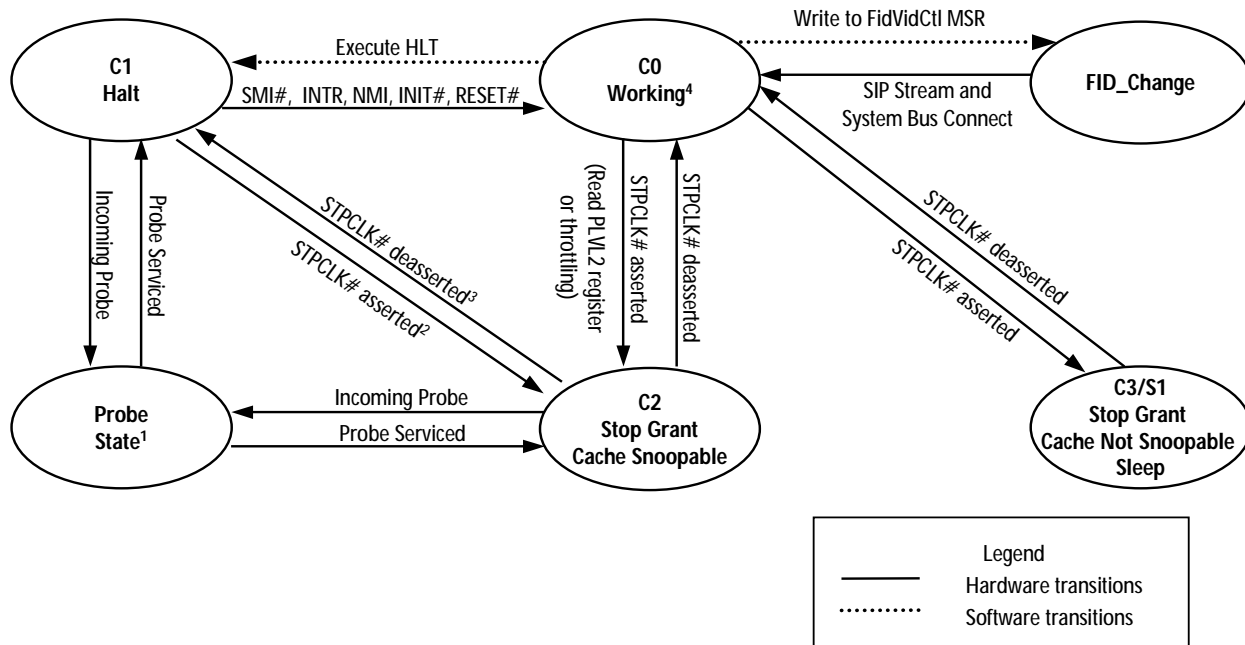 Write to FidVidCtl MSR
Execute HLT
C1
Halt
C0
Working⁴
FID_Change
SMI#, INTR, NMI, INIT#, RESET#
SIP Stream and
System Bus Connect
Incoming Probe
Probe Serviced
STPCLK# deasserted³
STPCLK# asserted²
(Read PLVL2 register
or throttling)
STPCLK# asserted
STPCLK# deasserted
STPCLK# deasserted
STPCLK# asserted
Probe
State¹
Incoming Probe
Probe Serviced
C2
Stop Grant
Cache Snoopable
C3/S1
Stop Grant
Cache Not Snoopable
Sleep
Legend
Hardware transitions
Software transitions